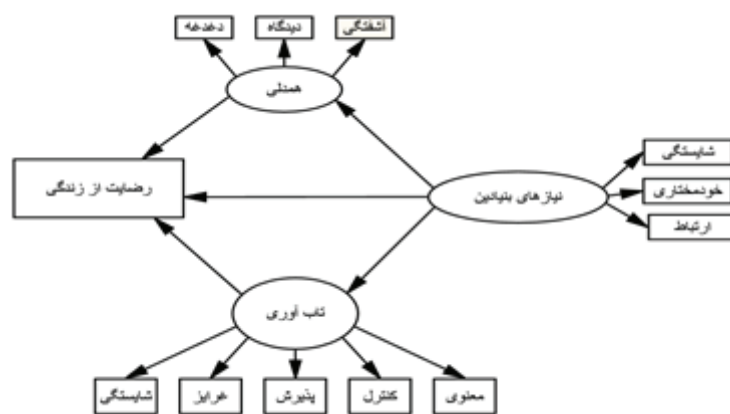 آشفتگی
دیدگاه
دغدغه
همدلی
شایستگی
رضایت از زندگی
نیازهای بنیادین
خودمختاری
ارتباط
تاب آوری
معنوی
کنترل
پذیرش
غرایز
شایستگی